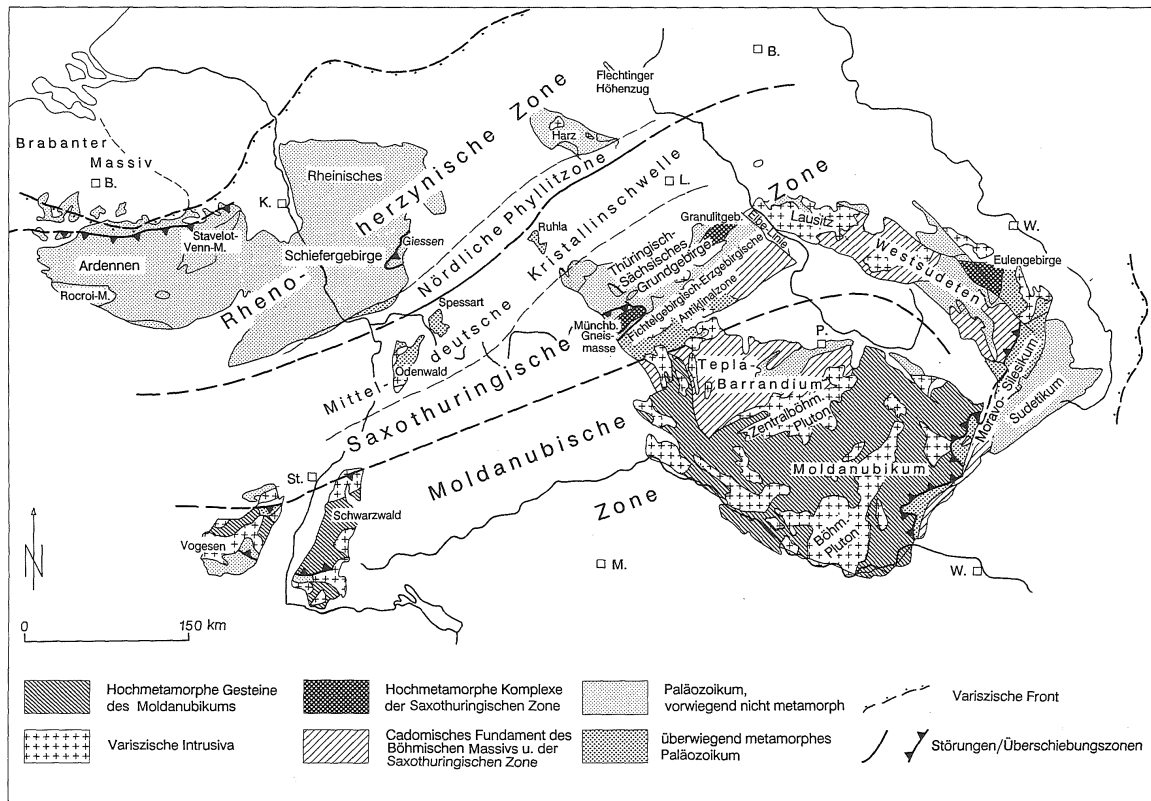 B.
Flechtinger
Höhenzug
Harz
Brabanter
Massiv
B.
K.
Rheinisches
Schiefergebirge
Giessen
Stavelot-
Venn-M.
Ardennen
Rocroi-M.
Rheno-
herzynische Zone
Nördliche Phyllitzone
L.
Ruhla
Spessart
Odenwald
Mittel-
deutsche
Kristallinschwelle
Granulitgeb.
Thüringisch-
Sächsisches
Grundgebirge
Fichtelgebirgisch-Erzgebirgische
Antiklinalzone
Elbe-Linie
Münchb.
Gneis-
masse
Saxothuringische
Zone
Lausitz
Westsudeten
W.
Eulengebirge
P.
Teplá-
Barrandium
Zentralböhm.
Pluton
Moravo-Silesikum
Sudetikum
Moldanubische
Zone
Moldanubikum
Böhm.
Pluton
St.
Schwarzwald
Vogesen
M.
W.
N
0
150 km
Hochmetamorphe Gesteine
des Moldanubikums
Hochmetamorphe Komplexe
der Saxothuringischen Zone
Paläozoikum,
vorwiegend nicht metamorph
Variszische Front
Variszische Intrusiva
Cadomisches Fundament des
Böhmischen Massivs u. der
Saxothuringischen Zone
überwiegend metamorphes
Paläozoikum
Störungen/Überschiebungszonen